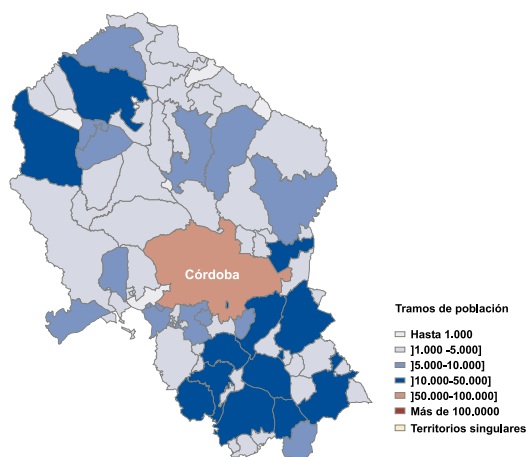 Córdoba
Tramos de población
Hasta 1.000
]1.000 -5.000]
]5.000-10.000]
]10.000-50.000]
]50.000-100.000]
Más de 100.0000
Territorios singulares